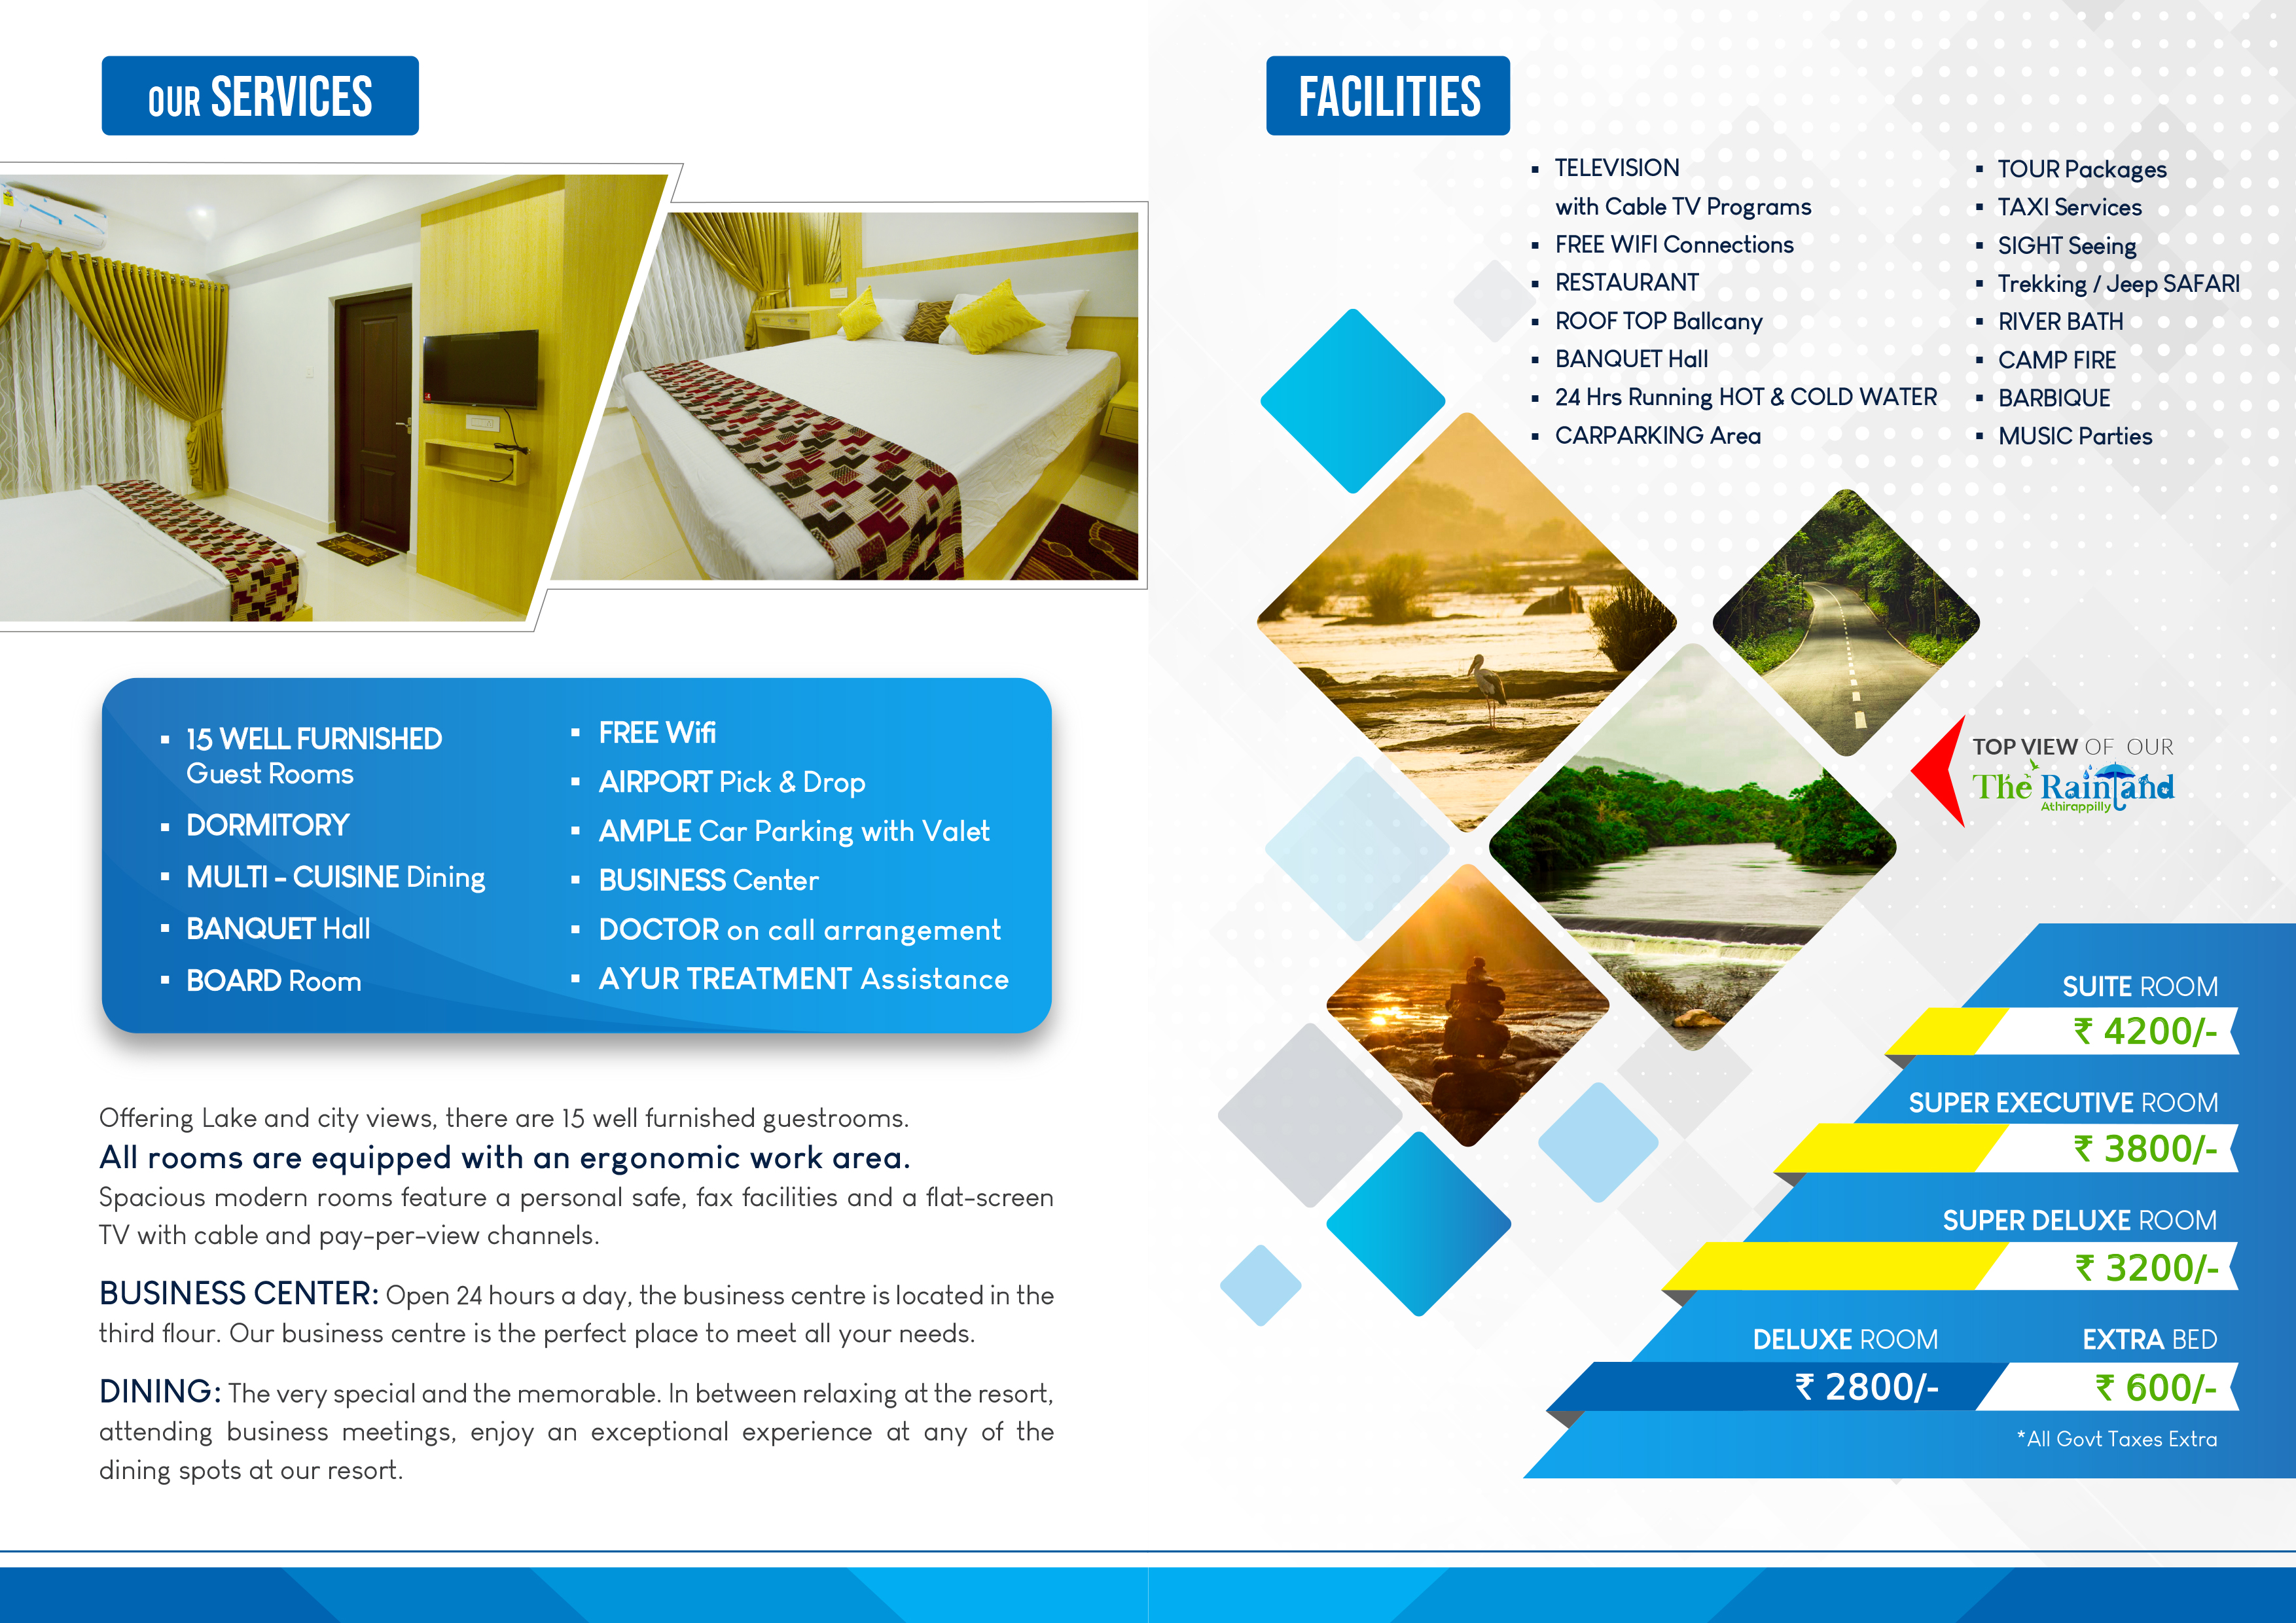 OUR SERVICES
15 WELL FURNISHED
Guest Rooms
DORMITORY
MULTI - CUISINE Dining
BANQUET Hall
BOARD Room
FREE Wifi
AIRPORT Pick & Drop
AMPLE Car Parking with Valet
BUSINESS Center
DOCTOR on call arrangement
AYUR TREATMENT Assistance
Offering Lake and city views, there are 15 well furnished guestrooms.
All rooms are equipped with an ergonomic work area.
Spacious modern rooms feature a personal safe, fax facilities and a flat-screen
TV with cable and pay-per-view channels.
BUSINESS CENTER: Open 24 hours a day, the business centre is located in the
third flour. Our business centre is the perfect place to meet all your needs.
DINING: The very special and the memorable. In between relaxing at the resort,
attending business meetings, enjoy an exceptional experience at any of the
dining spots at our resort.
FACILITIES
TELEVISION
with Cable TV Programs
FREE WIFI Connections
RESTAURANT
ROOF TOP Ballcany
BANQUET Hall
24 Hrs Running HOT & COLD WATER
CARPARKING Area
TOUR Packages
TAXI Services
SIGHT Seeing
Trekking / Jeep SAFARI
RIVER BATH
CAMP FIRE
BARBIQUE
MUSIC Parties
TOP VIEW OF OUR
The Rainland
Athirappilly
SUITE ROOM
₹ 4200/-
SUPER EXECUTIVE ROOM
₹ 3800/-
SUPER DELUXE ROOM
₹ 3200/-
DELUXE ROOM
₹ 2800/-
EXTRA BED
₹ 600/-
*All Govt Taxes Extra